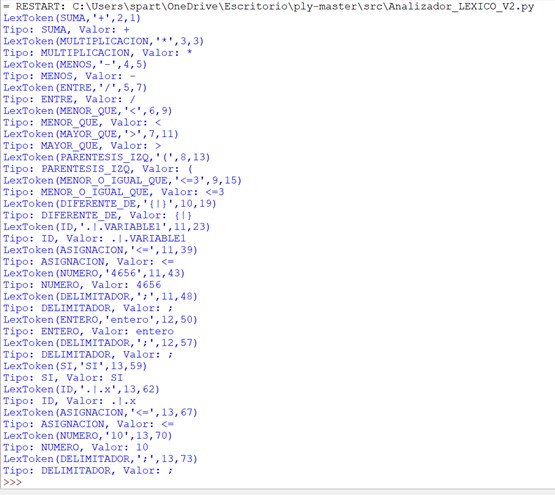 = RESTART: C:\Users\spart\OneDrive\Escritorio\ply-master\src\Analizador_LEXICO_V2.py
LexToken(SUMA,'+',2,1)
Tipo: SUMA, Valor: +
LexToken(MULTIPLICACION,'*',3,3)
Tipo: MULTIPLICACION, Valor: *
LexToken(MENOS,'-',4,5)
Tipo: MENOS, Valor: -
LexToken(ENTRE,'/',5,7)
Tipo: ENTRE, Valor: /
LexToken(MENOR_QUE,'<',6,9)
Tipo: MENOR_QUE, Valor: <
LexToken(MAYOR_QUE,'>',7,11)
Tipo: MAYOR_QUE, Valor: >
LexToken(PARENTESIS_IZQ,'(',8,13)
Tipo: PARENTESIS_IZQ, Valor: (
LexToken(MENOR_O_IGUAL_QUE,'<=3',9,15)
Tipo: MENOR_O_IGUAL_QUE, Valor: <=3
LexToken(DIFERENTE_DE,'{|}',10,19)
Tipo: DIFERENTE_DE, Valor: {|}
LexToken(ID,'.|.VARIABLE1',11,23)
Tipo: ID, Valor: .|.VARIABLE1
LexToken(ASIGNACION,'<=',11,39)
Tipo: ASIGNACION, Valor: <=
LexToken(NUMERO,'4656',11,43)
Tipo: NUMERO, Valor: 4656
LexToken(DELIMITADOR,';',11,48)
Tipo: DELIMITADOR, Valor: ;
LexToken(ENTERO,'entero',12,50)
Tipo: ENTERO, Valor: entero
LexToken(DELIMITADOR,';',12,57)
Tipo: DELIMITADOR, Valor: ;
LexToken(SI,'SI',13,59)
Tipo: SI, Valor: SI
LexToken(ID,'.|.x',13,62)
Tipo: ID, Valor: .|.x
LexToken(ASIGNACION,'<=',13,67)
Tipo: ASIGNACION, Valor: <=
LexToken(NUMERO,'10',13,70)
Tipo: NUMERO, Valor: 10
LexToken(DELIMITADOR,';',13,73)
Tipo: DELIMITADOR, Valor: ;
>>>